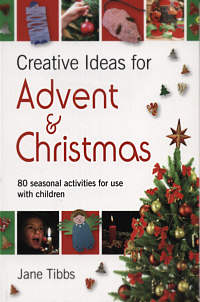 Creative Ideas for
Advent
&
Christmas
80 seasonal activities for use
with children
Jane Tibbs